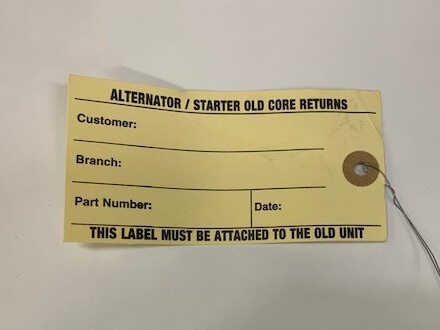 ALTERNATOR / STARTER OLD CORE RETURNS
Customer:
Branch:
Part Number: Date:
THIS LABEL MUST BE ATTACHED TO THE OLD UNIT